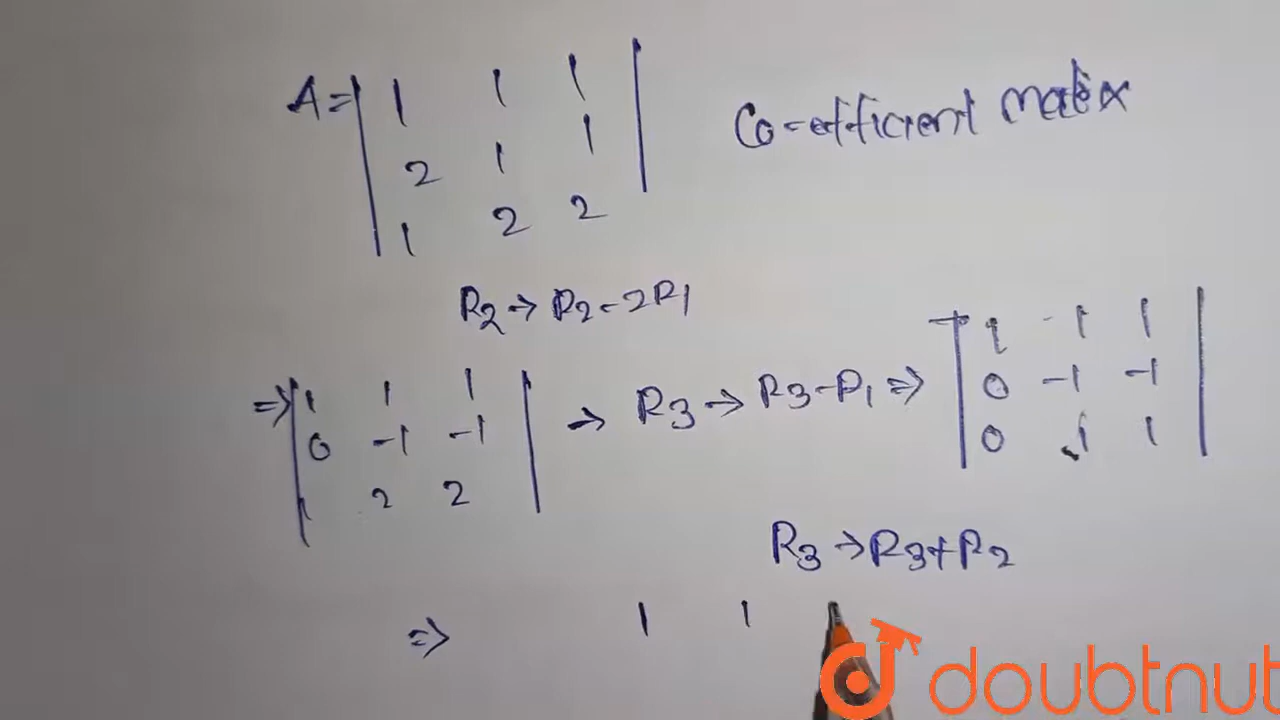 A = | 1 1 1 | Co-efficient matrix
| 2 1 1 |
| 1 2 2 |
R2 → R2 - 2R1
⇒ | 1 1 1 | → R3 → R3 - R1 ⇒ | 1 1 1 |
| 0 -1 -1 | | 0 -1 -1 |
| 1 2 2 | | 0 1 1 |
R3 → R3 + R2
⇒ 1 1
doubtnut